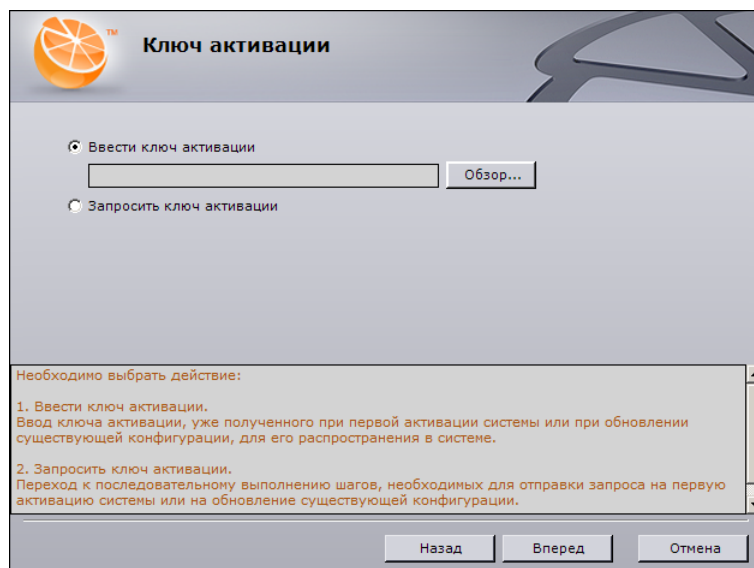 TM
Ключ активации
Ввести ключ активации
Обзор...
Запросить ключ активации
Необходимо выбрать действие:
1. Ввести ключ активации.
Ввод ключа активации, уже полученного при первой активации системы или при обновлении
существующей конфигурации, для его распространения в системе.
2. Запросить ключ активации.
Переход к последовательному выполнению шагов, необходимых для отправки запроса на первую
активацию системы или на обновление существующей конфигурации.
Назад Вперед Отмена